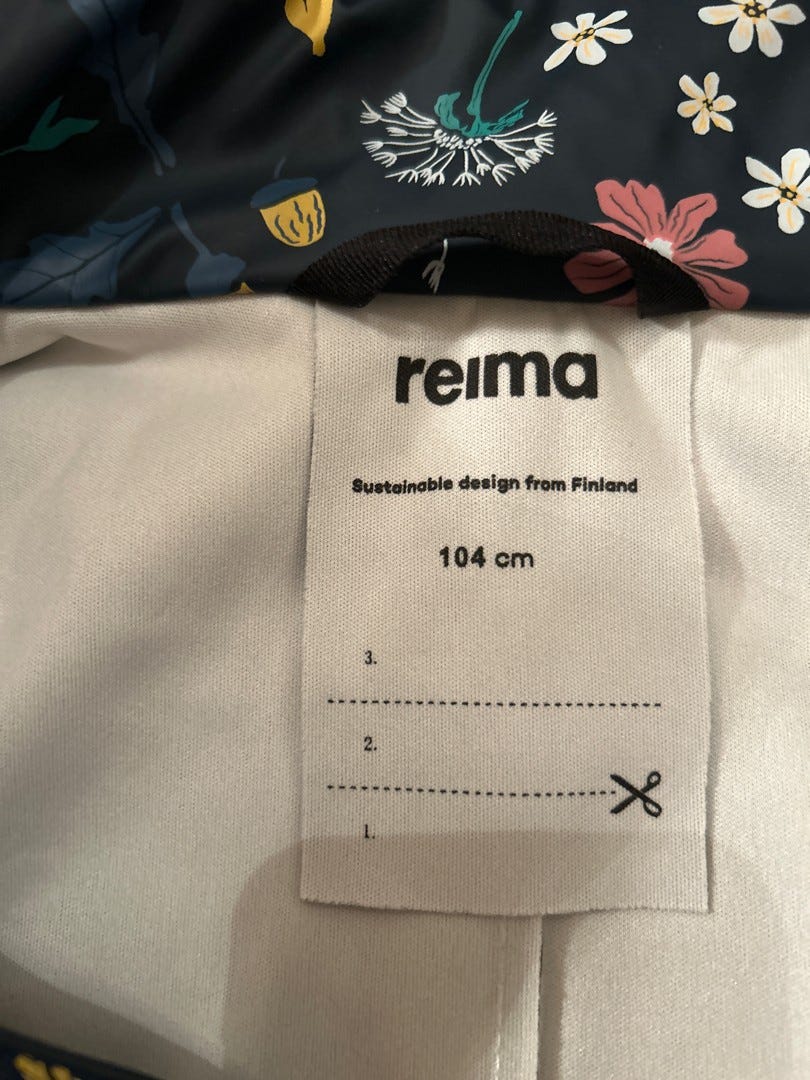 reima
Sustainable design from Finland
104 cm
3.
2.
1.